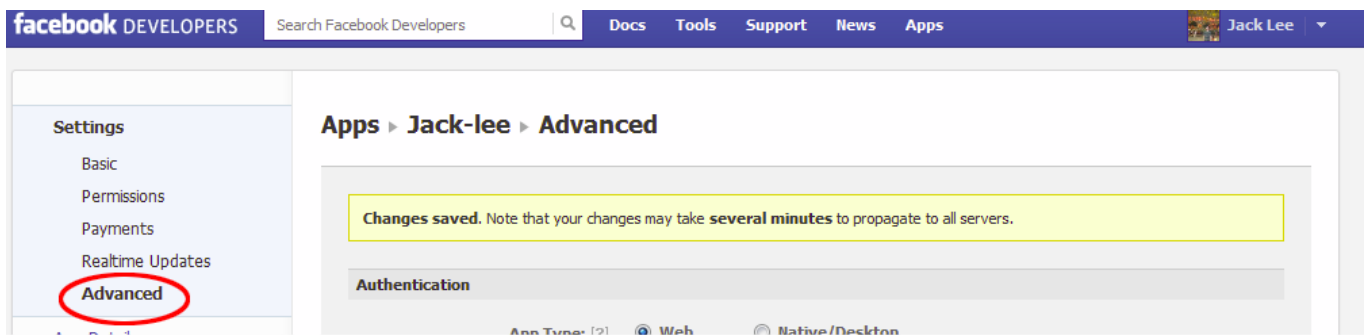 facebook DEVELOPERS Search Facebook Developers Docs Tools Support News Apps Jack Lee
Settings
Basic
Permissions
Payments
Realtime Updates
Advanced
Apps Jack-lee Advanced
Changes saved. Note that your changes may take several minutes to propagate to all servers.
Authentication
App Type: [?] Web Native/Desktop